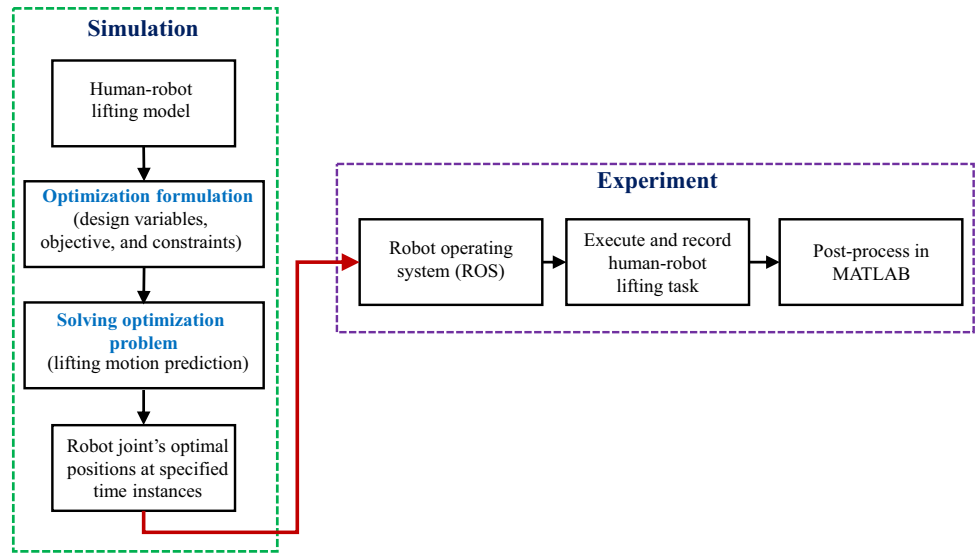 Simulation
Human-robot
lifting model
Optimization formulation
(design variables,
objective, and constraints)
Solving optimization
problem
(lifting motion prediction)
Robot joint's optimal
positions at specified
time instances
Experiment
Robot operating
system (ROS)
Execute and record
human-robot
lifting task
Post-process in
MATLAB